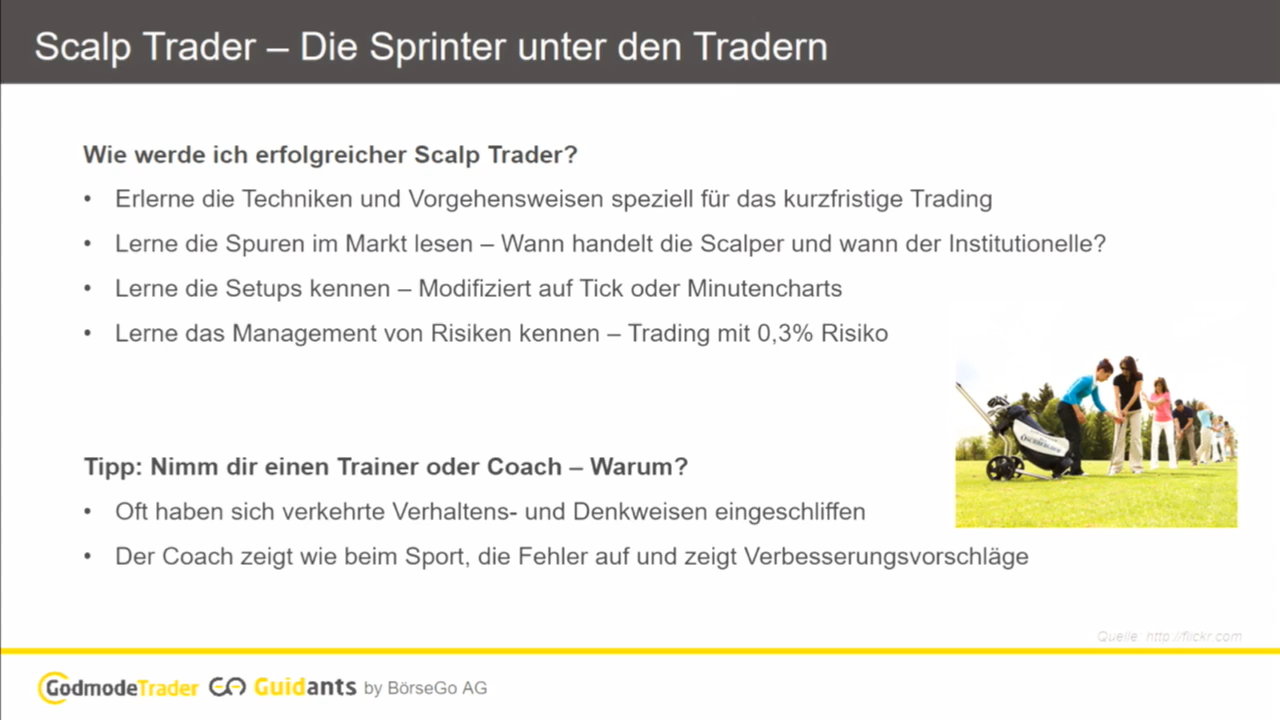 Scalp Trader – Die Sprinter unter den Tradern
Wie werde ich erfolgreicher Scalp Trader?
• Erlerne die Techniken und Vorgehensweisen speziell für das kurzfristige Trading
• Lerne die Spuren im Markt lesen – Wann handelt die Scalper und wann der Institutionelle?
• Lerne die Setups kennen – Modifiziert auf Tick oder Minutencharts
• Lerne das Management von Risiken kennen – Trading mit 0,3% Risiko
Tipp: Nimm dir einen Trainer oder Coach – Warum?
• Oft haben sich verkehrte Verhaltens- und Denkweisen eingeschliffen
• Der Coach zeigt wie beim Sport, die Fehler auf und zeigt Verbesserungsvorschläge
Quelle: http://flickr.com
GodmodeTrader Guidants by BörseGo AG